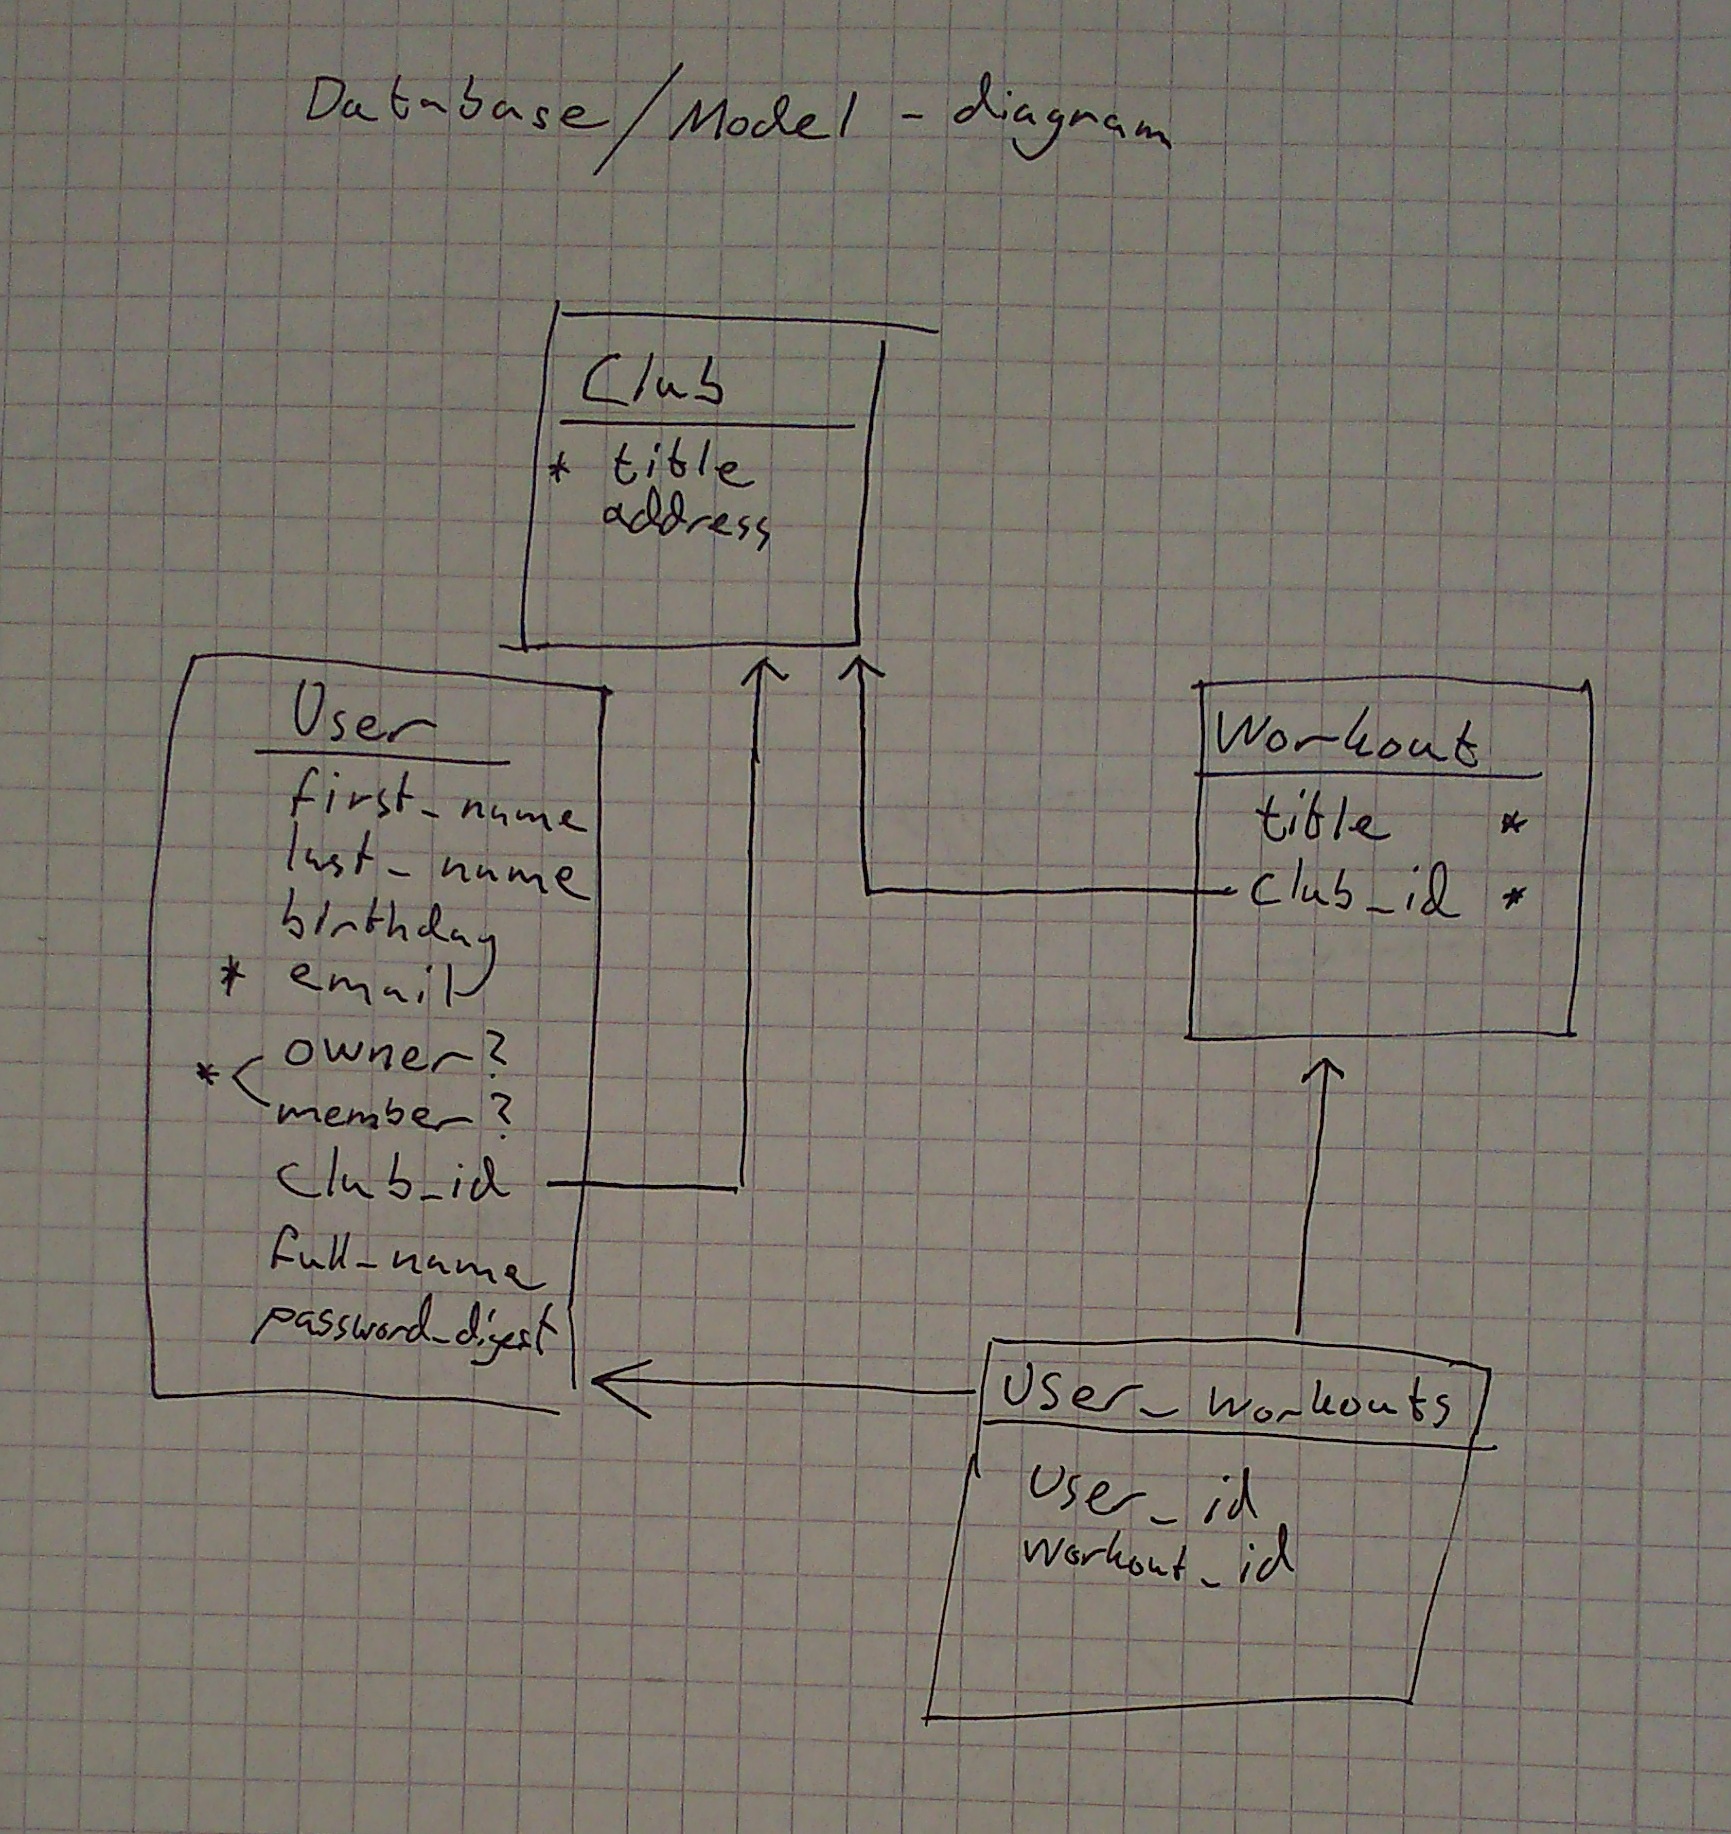 Database/Model - diagram
Club
* title
address
User
first_name
last_name
birthday
* email
* < owner?
member?
club_id
full_name
password_digest
Workout
title *
club_id *
User_workouts
User_id
workout_id